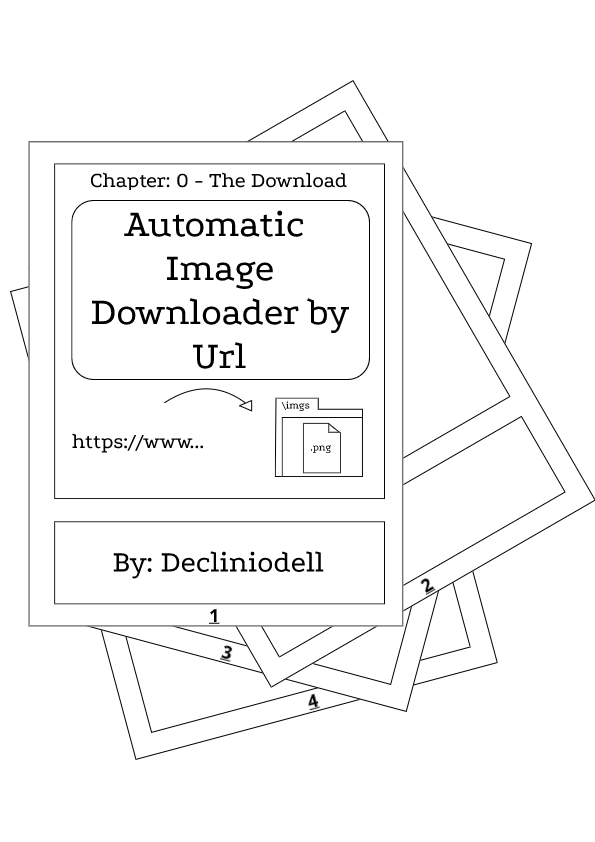 Chapter: 0 - The Download
Automatic
Image
Downloader by
Url
https://www...
\imgs
.png
By: Decliniodell
1
2
3
4